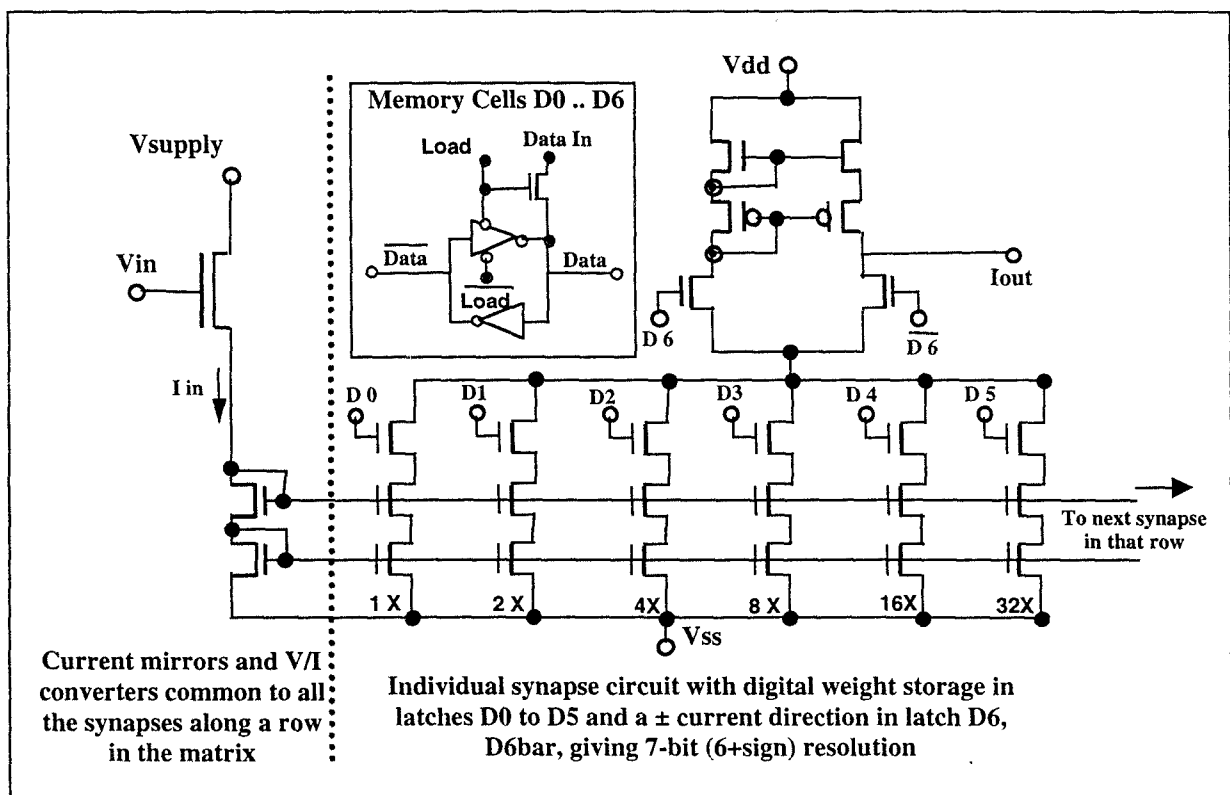 Vdd
Memory Cells D0 .. D6
Load
Data In
Vsupply
Vin
Data
Data
Load
Iout
D 6
D 6
I in
D 0
D1
D2
D3
D 4
D 5
To next synapse
in that row
1 X
2 X
4X
8 X
16X
32X
Vss
Current mirrors and V/I
converters common to all
the synapses along a row
in the matrix
Individual synapse circuit with digital weight storage in
latches D0 to D5 and a ± current direction in latch D6,
D6bar, giving 7-bit (6+sign) resolution